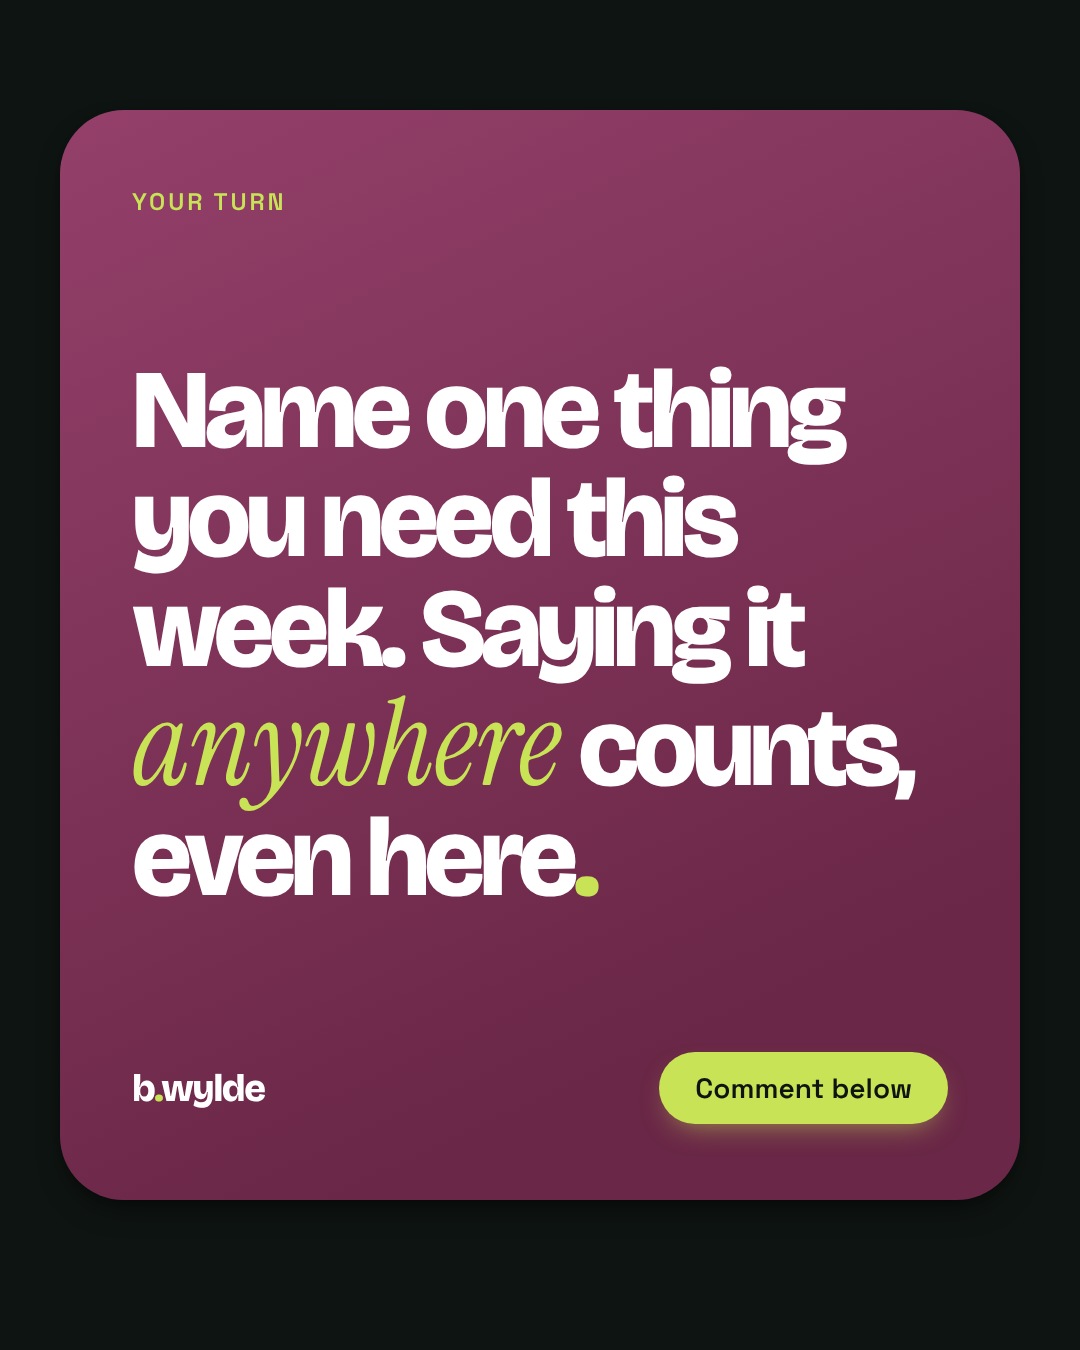 YOUR TURN
Name one thing
you need this
week. Saying it
anywhere counts,
even here.
b.wylde
Comment below